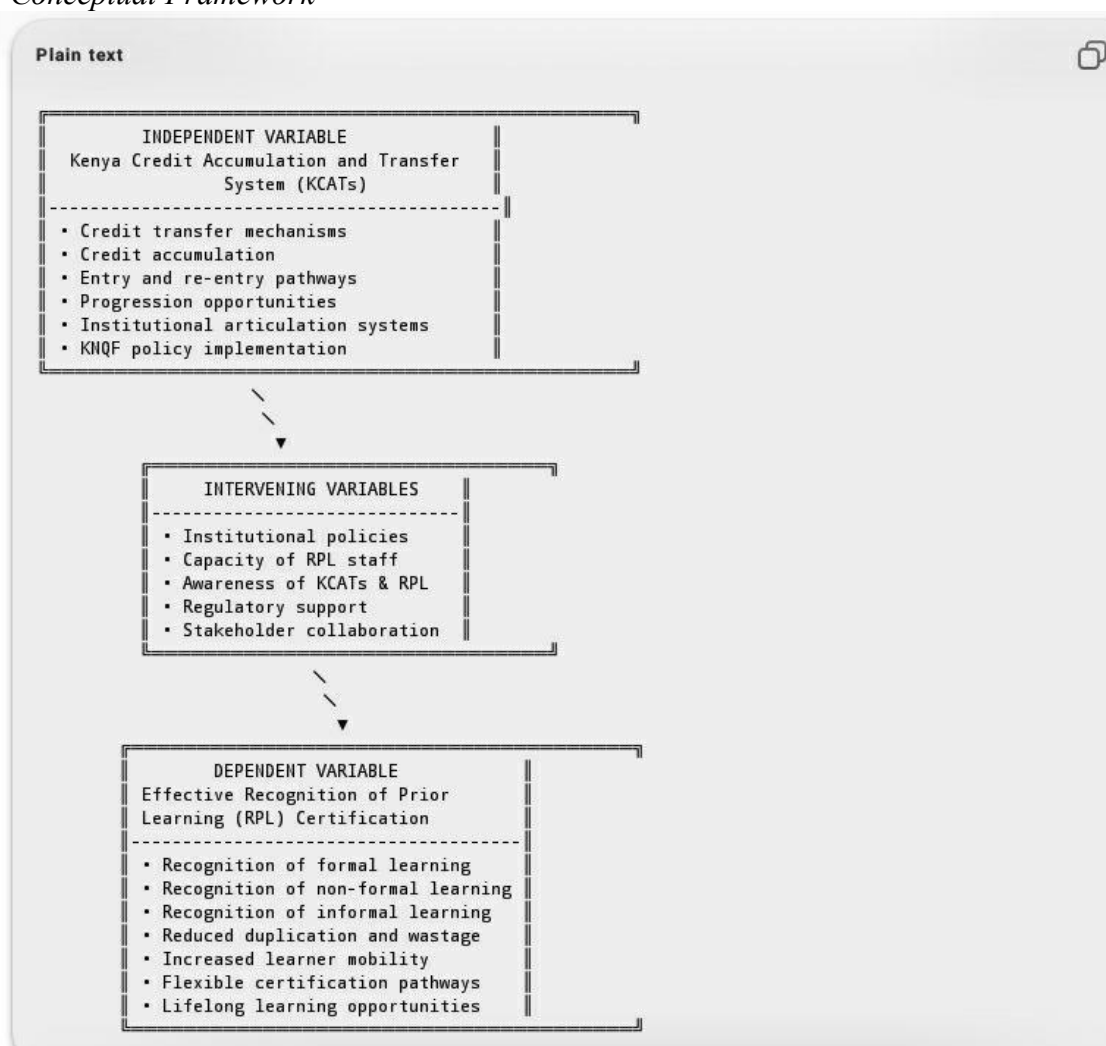 Conceptual Framework
Plain text
INDEPENDENT VARIABLE
Kenya Credit Accumulation and Transfer
System (KCATs)
• Credit transfer mechanisms
• Credit accumulation
• Entry and re-entry pathways
• Progression opportunities
• Institutional articulation systems
• KNQF policy implementation
INTERVENING VARIABLES
• Institutional policies
• Capacity of RPL staff
• Awareness of KCATs & RPL
• Regulatory support
• Stakeholder collaboration
DEPENDENT VARIABLE
Effective Recognition of Prior
Learning (RPL) Certification
• Recognition of formal learning
• Recognition of non-formal learning
• Recognition of informal learning
• Reduced duplication and wastage
• Increased learner mobility
• Flexible certification pathways
• Lifelong learning opportunities